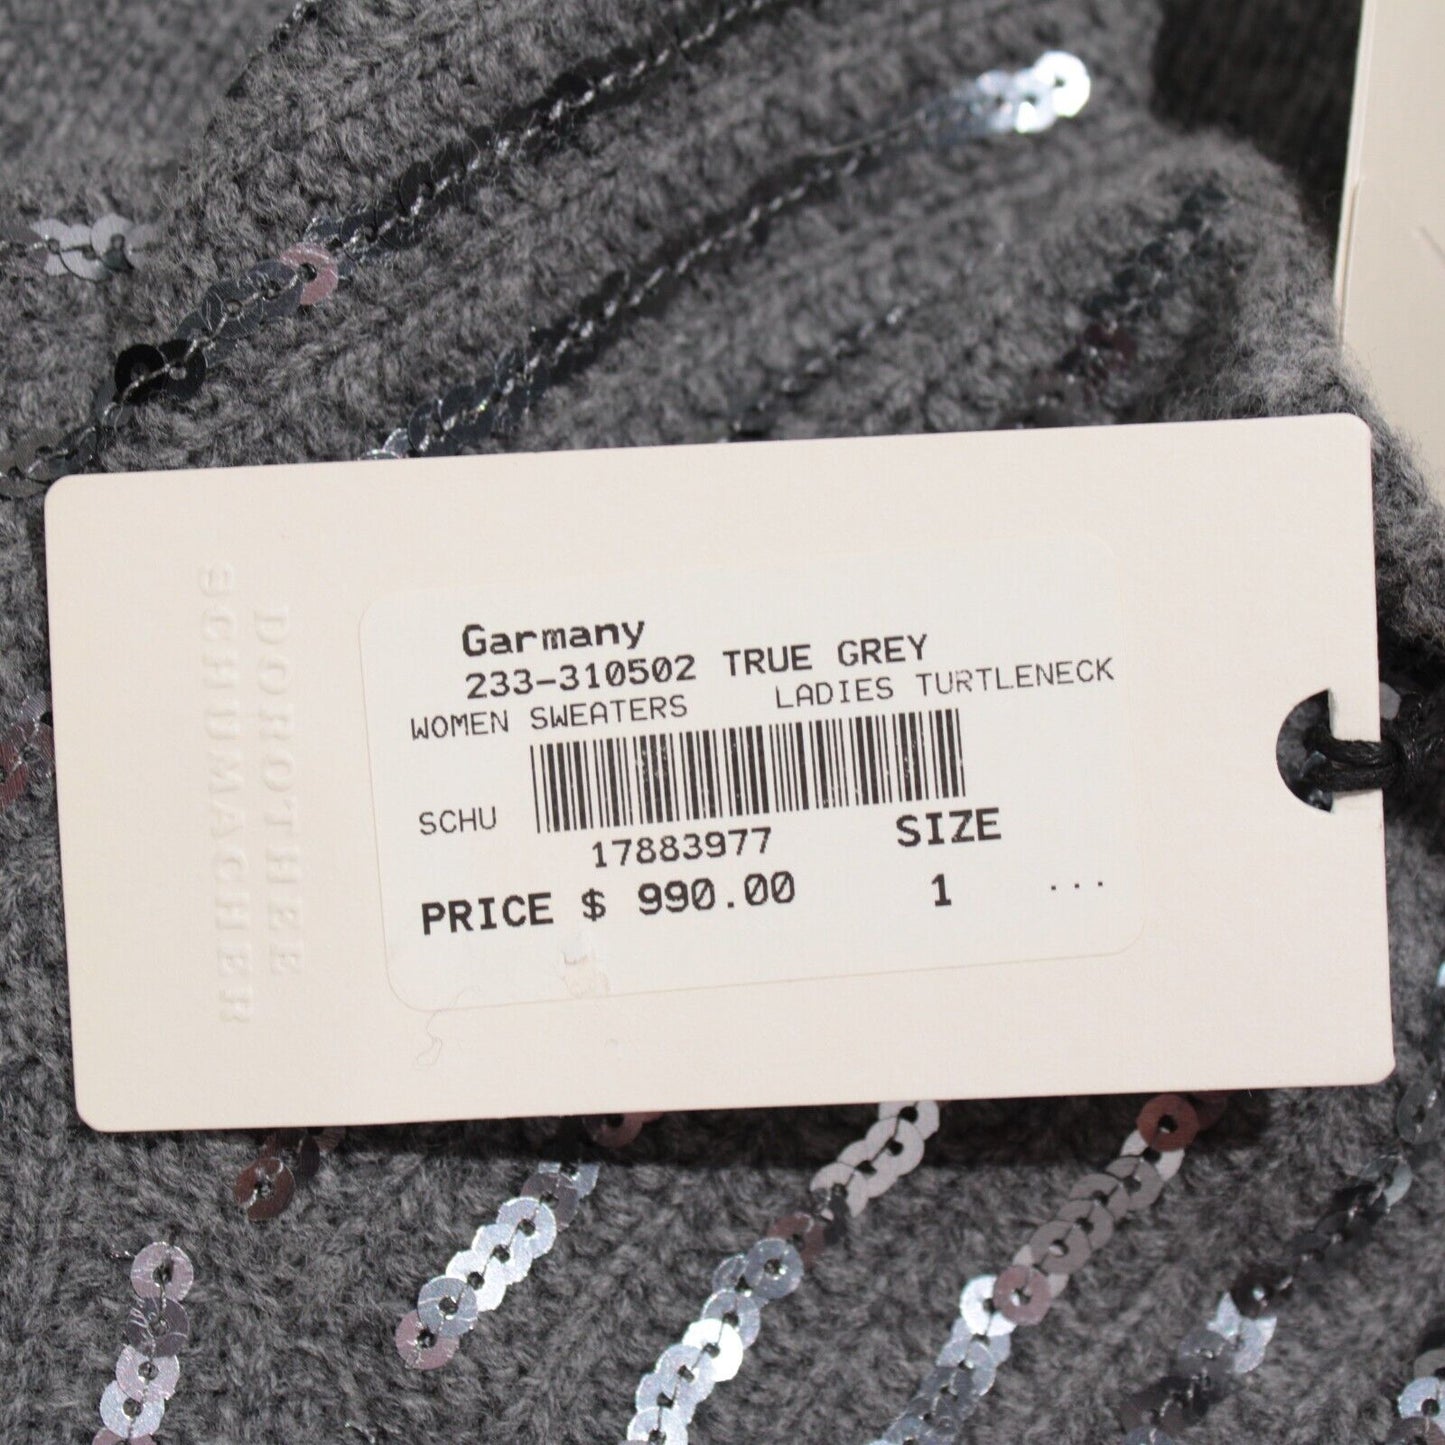 DOROTHEE
SCHUMACHER
Garmany
233-310502 TRUE GREY
WOMEN SWEATERS LADIES TURTLENECK
SCHU
17883977 SIZE
PRICE $ 990.00 1 ...